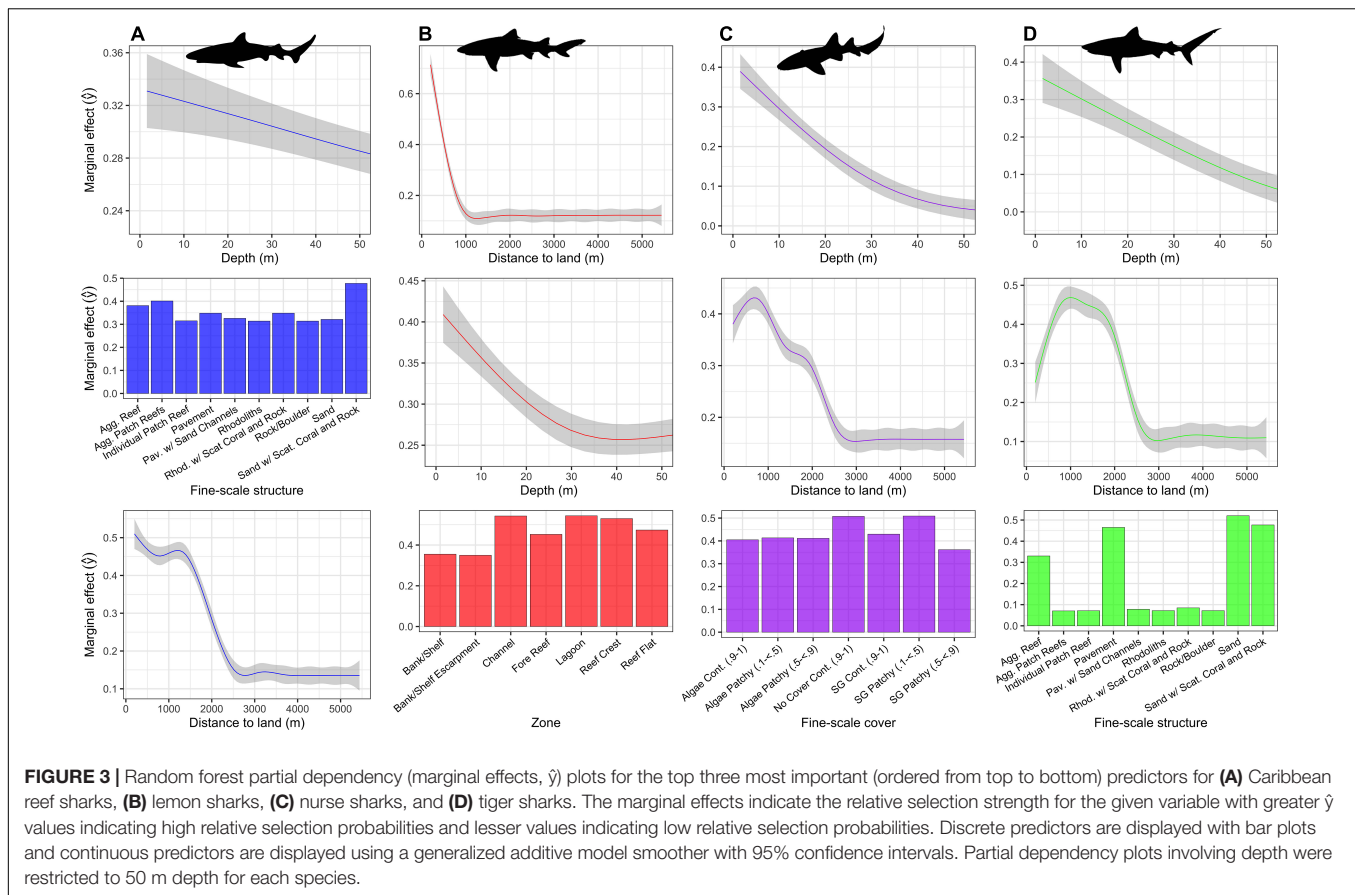 A
B
C
D
Marginal effect (ŷ)
0.36
0.32
0.28
0.24
0 10 20 30 40 50
Depth (m)
0.6
0.4
0.2
0 1000 2000 3000 4000 5000
Distance to land (m)
0.4
0.3
0.2
0.1
0.0
0 10 20 30 40 50
Depth (m)
0.4
0.3
0.2
0.1
0.0
0 10 20 30 40 50
Depth (m)
Marginal effect (ŷ)
0.5
0.4
0.3
0.2
0.1
0.0
Agg. Reef
Agg. Patch Reefs
Individual Patch Reef
Pavement
Pav. w/ Sand Channels
Rhodoliths
Rhod. w/ Scat Coral and Rock
Rock/Boulder
Sand
Sand w/ Scat. Coral and Rock
Fine-scale structure
0.45
0.40
0.35
0.30
0.25
0 10 20 30 40 50
Depth (m)
0.4
0.3
0.2
0 1000 2000 3000 4000 5000
Distance to land (m)
0.5
0.4
0.3
0.2
0.1
0 1000 2000 3000 4000 5000
Distance to land (m)
Marginal effect (ŷ)
0.5
0.4
0.3
0.2
0.1
0 1000 2000 3000 4000 5000
Distance to land (m)
0.4
0.2
0.0
Bank/Shelf
Bank/Shelf Escarpment
Channel
Fore Reef
Lagoon
Reef Crest
Reef Flat
Zone
0.5
0.4
0.3
0.2
0.1
0.0
Algae Cont. (.9-1)
Algae Patchy (.1-<.5)
Algae Patchy (.5-<.9)
No Cover Cont. (.9-1)
SG Cont. (.9-1)
SG Patchy (.1-<.5)
SG Patchy (.5-<.9)
Fine-scale cover
0.5
0.4
0.3
0.2
0.1
0.0
Agg. Reef
Agg. Patch Reefs
Individual Patch Reef
Pavement
Pav. w/ Sand Channels
Rhodoliths
Rhod. w/ Scat Coral and Rock
Rock/Boulder
Sand
Sand w/ Scat. Coral and Rock
Fine-scale structure
FIGURE 3 | Random forest partial dependency (marginal effects, ŷ) plots for the top three most important (ordered from top to bottom) predictors for (A) Caribbean
reef sharks, (B) lemon sharks, (C) nurse sharks, and (D) tiger sharks. The marginal effects indicate the relative selection strength for the given variable with greater ŷ
values indicating high relative selection probabilities and lesser values indicating low relative selection probabilities. Discrete predictors are displayed with bar plots
and continuous predictors are displayed using a generalized additive model smoother with 95% confidence intervals. Partial dependency plots involving depth were
restricted to 50 m depth for each species.